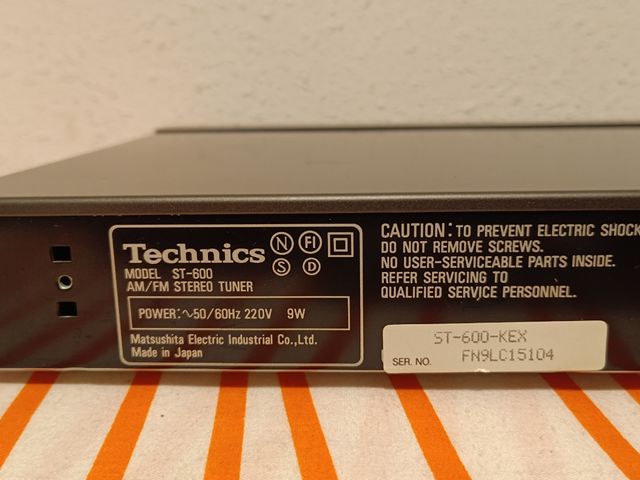 Technics N FI S D
MODEL ST-600
AM/FM STEREO TUNER
POWER: ∿50/60Hz 220V 9W
Matsushita Electric Industrial Co., Ltd.
Made in Japan
CAUTION: TO PREVENT ELECTRIC SHOCK
DO NOT REMOVE SCREWS.
NO USER-SERVICEABLE PARTS INSIDE.
REFER SERVICING TO
QUALIFIED SERVICE PERSONNEL.
ST-600-KEX
SER. NO. FN9LC15104